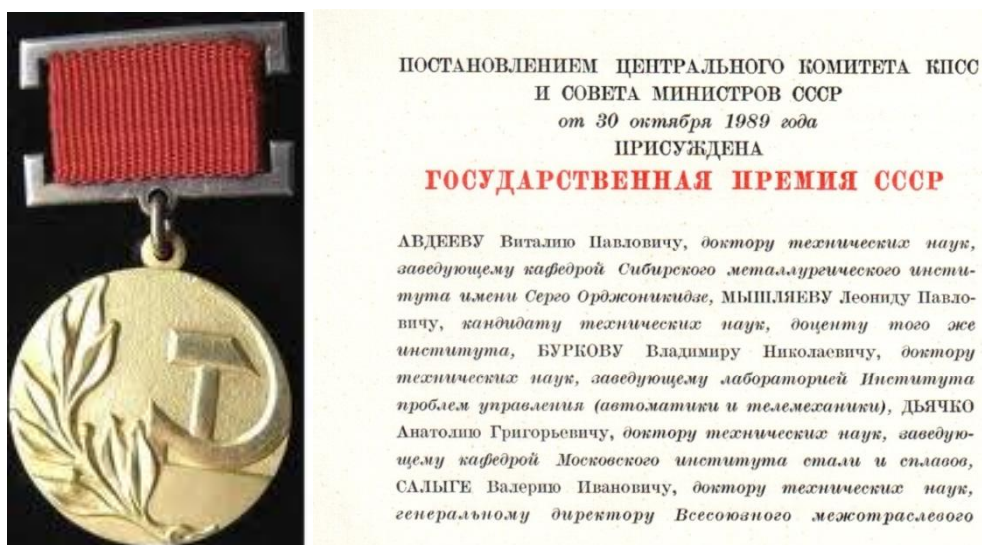 ПОСТАНОВЛЕНИЕМ ЦЕНТРАЛЬНОГО КОМИТЕТА КПСС
И СОВЕТА МИНИСТРОВ СССР
от 30 октября 1989 года
ПРИСУЖДЕНА
ГОСУДАРСТВЕННАЯ ПРЕМИЯ СССР
АВДЕЕВУ Виталию Павловичу, доктору технических наук,
заведующему кафедрой Сибирского металлургического инсти-
тута имени Серго Орджоникидзе, МЫШЛЯЕВУ Леониду Павло-
вичу, кандидату технических наук, доценту того же
института, БУРКОВУ Владимиру Николаевичу, доктору
технических наук, заведующему лабораторией Института
проблем управления (автоматики и телемеханики), ДЬЯЧКО
Анатолию Григорьевичу, доктору технических наук, заведую-
щему кафедрой Московского института стали и сплавов,
САЛЫГЕ Валерию Ивановичу, доктору технических наук,
генеральному директору Всесоюзного межотраслевого